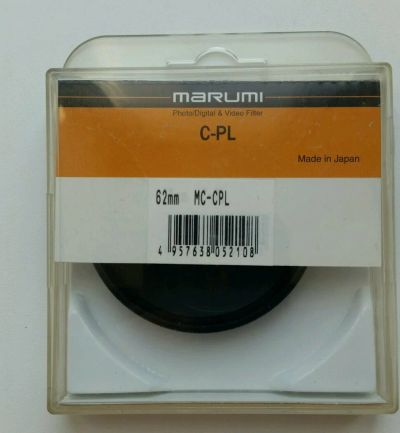 marumi
Photo/Digital & Video Filter
C-PL
Made in Japan
62mm MC-CPL
4 957638 052108